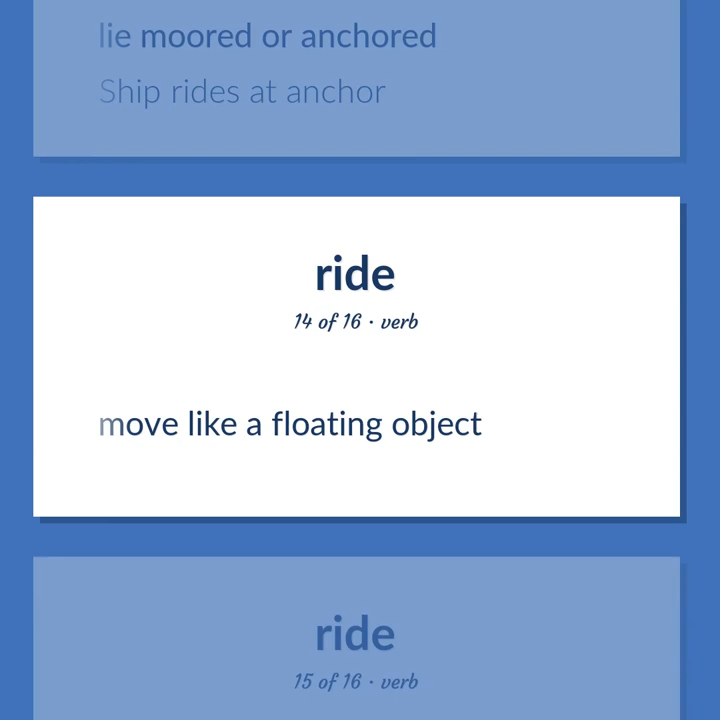 lie moored or anchored
Ship rides at anchor
ride
14 of 16 · verb
move like a floating object
ride
15 of 16 · verb